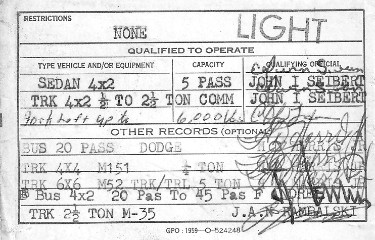 RESTRICTIONS
NONE
LIGHT
QUALIFIED TO OPERATE
TYPE VEHICLE AND/OR EQUIPMENT CAPACITY QUALIFYING OFFICIAL
SEDAN 4x2 5 PASS JOHN I SEIBERT
TRK 4x2 ½ TO 2½ TON COMM JOHN I SEIBERT
6,000 lbs
OTHER RECORDS (OPTIONAL)
BUS 20 PASS DODGE
TRK 4X4 M151 ¼ TON
TRK 6X6 M52 TRK/TRL 5 TON
Bus 4x2 20 Pas To 45 Pas F
TRK 2½ TON M-35 J.A.N RAMBALSKI
GPO : 1959 O-524248